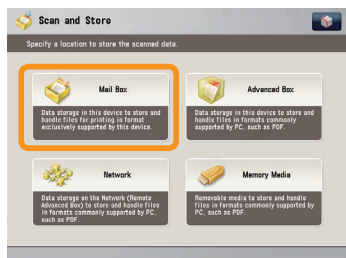 Scan and Store
Specify a location to store the scanned data.
Mail Box
Data storage in this device to store and
handle files for printing in format
exclusively supported by this device.
Advanced Box
Data storage in this device to store and
handle files in formats commonly
supported by PC, such as PDF.
Network
Data storage on the Network (Remote
Advanced Box) to store and handle files
in formats commonly supported by PC,
such as PDF.
Memory Media
Removable media to store and handle
files in formats commonly supported by
PC, such as PDF.